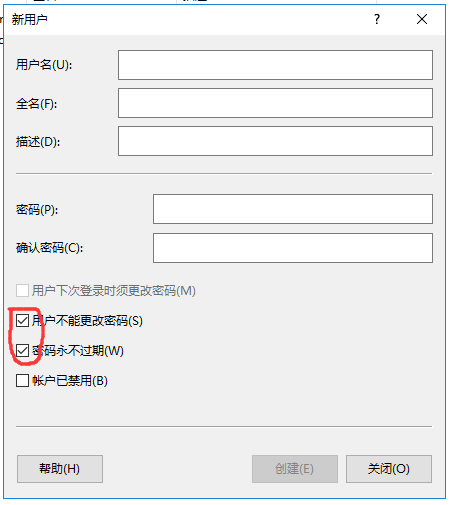 新用户
?
用户名(U):
全名(F):
描述(D):
密码(P):
确认密码(C):
用户下次登录时须更改密码(M)
用户不能更改密码(S)
密码永不过期(W)
帐户已禁用(B)
帮助(H)
创建(E)
关闭(O)